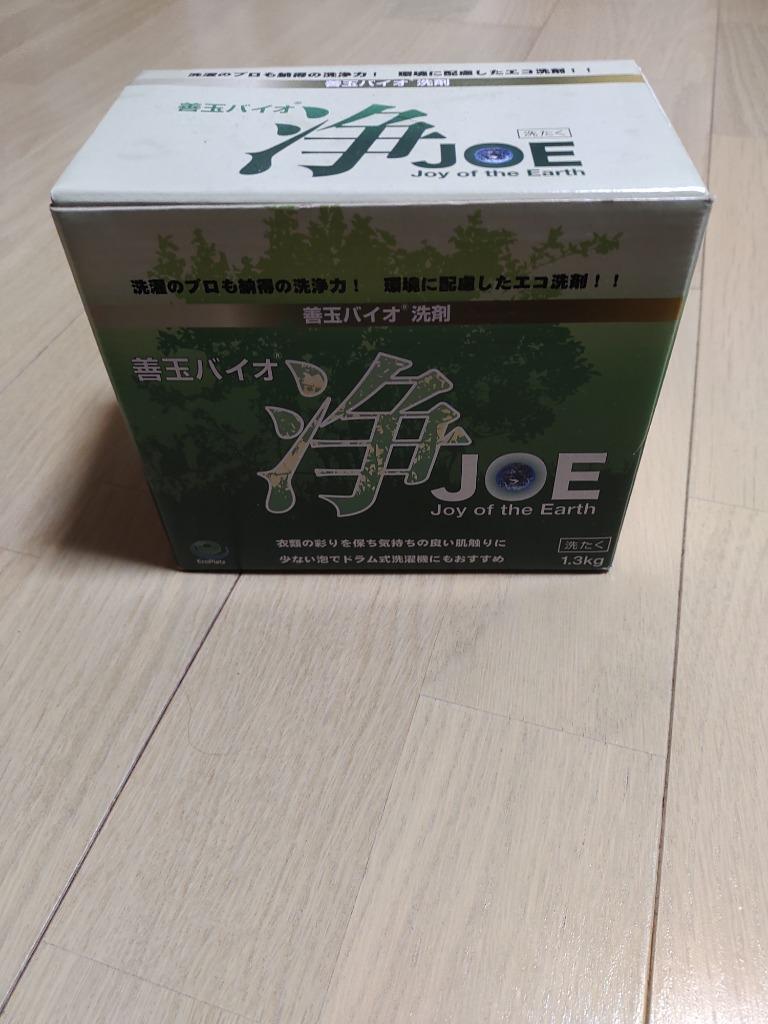 洗濯のプロも納得の洗浄力！ 環境に配慮したエコ洗剤！！
善玉バイオ®洗剤
善玉バイオ®
浄
洗たく
JOE
Joy of the Earth
洗濯のプロも納得の洗浄力！ 環境に配慮したエコ洗剤！！
善玉バイオ®洗剤
善玉バイオ®
浄
JOE
Joy of the Earth
衣類の彩りを保ち気持ちの良い肌触りに
洗たく
少ない泡でドラム式洗濯機にもおすすめ
1.3kg
EcoPlatz